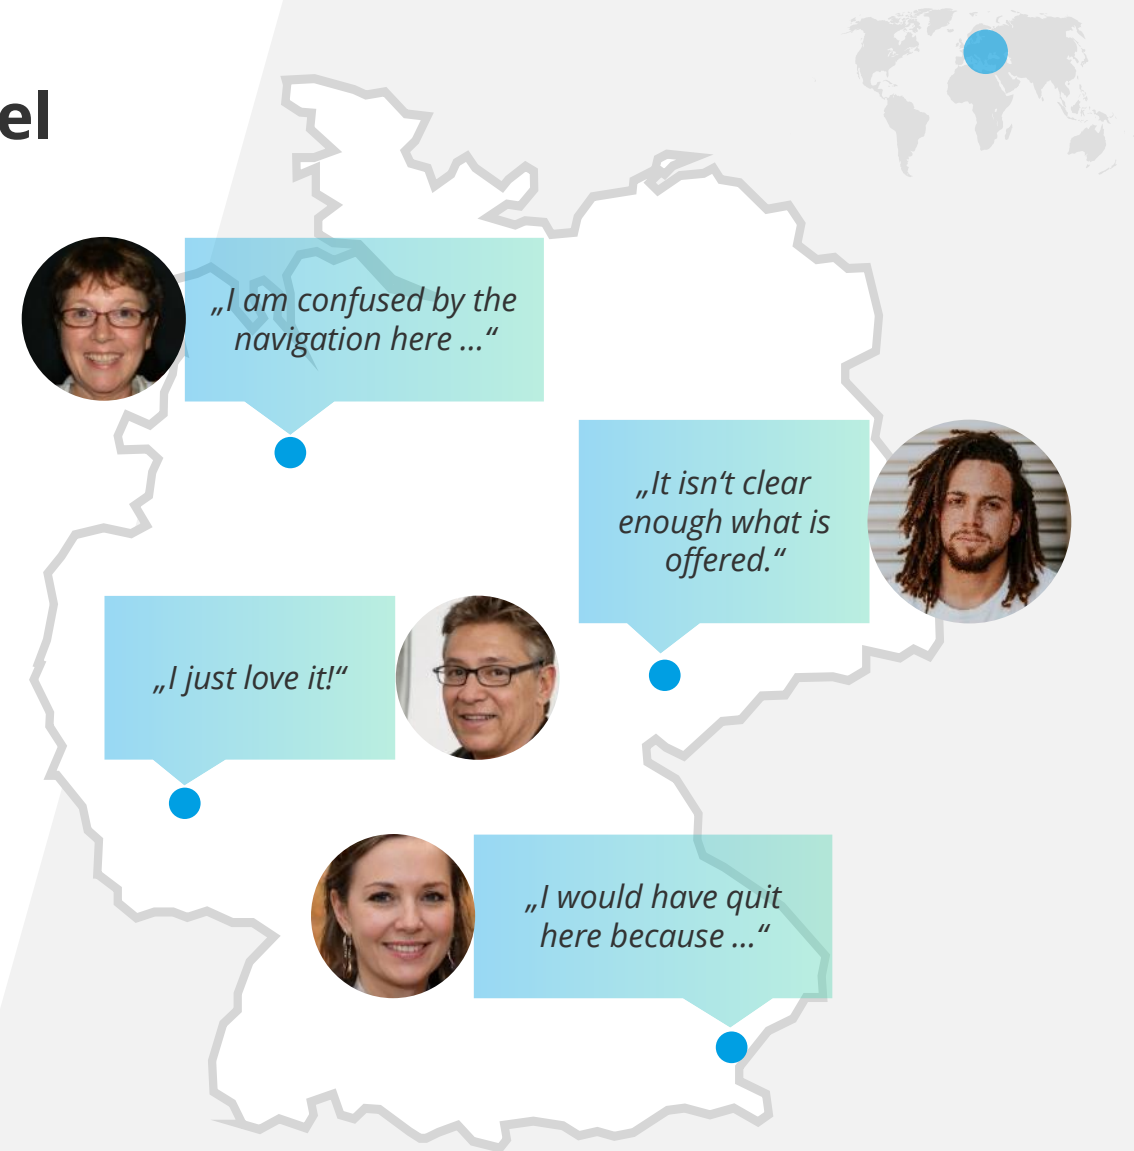 el
„I am confused by the
navigation here ...“
„It isn‘t clear
enough what is
offered.“
„I just love it!“
„I would have quit
here because ...“